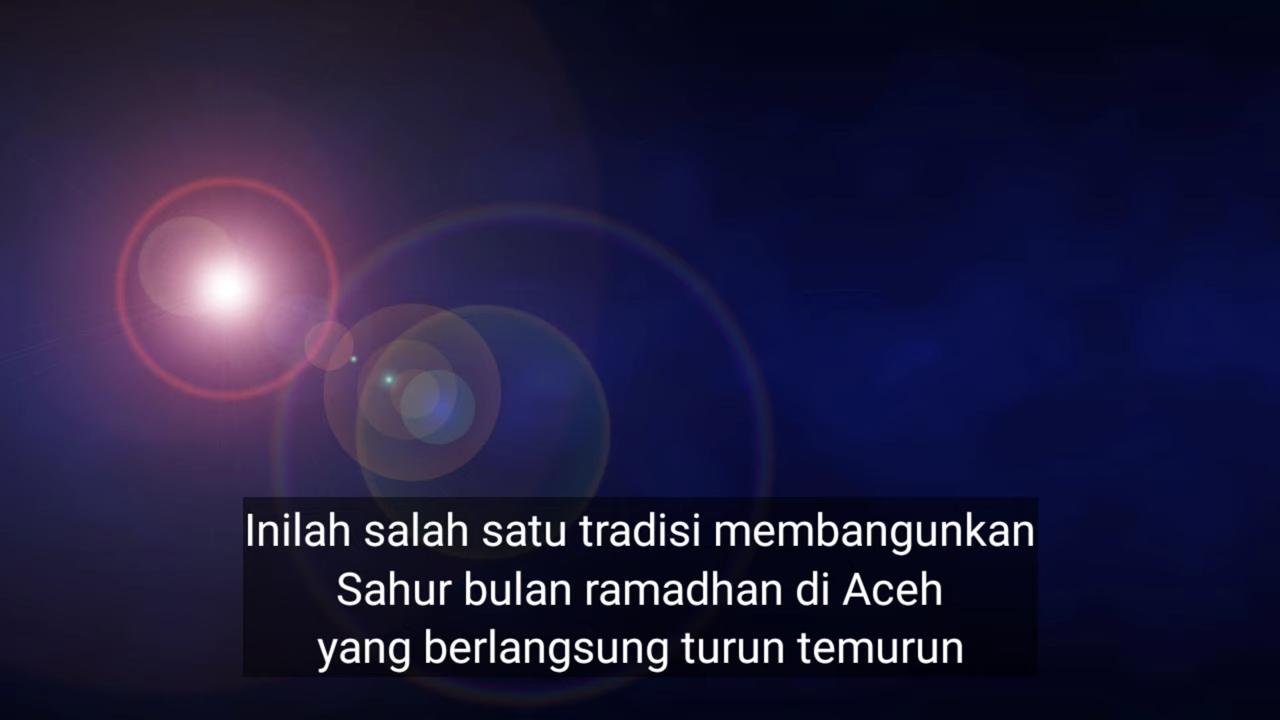 Inilah salah satu tradisi membangunkan
Sahur bulan ramadhan di Aceh
yang berlangsung turun temurun